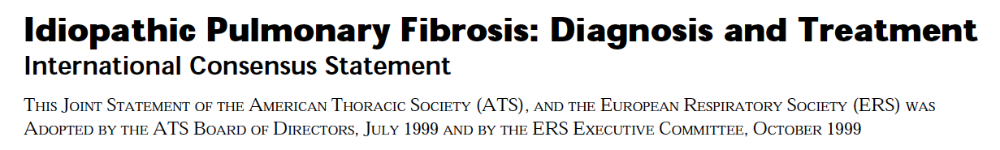 Idiopathic Pulmonary Fibrosis: Diagnosis and Treatment
International Consensus Statement
THIS JOINT STATEMENT OF THE AMERICAN THORACIC SOCIETY (ATS), AND THE EUROPEAN RESPIRATORY SOCIETY (ERS) WAS
ADOPTED BY THE ATS BOARD OF DIRECTORS, JULY 1999 AND BY THE ERS EXECUTIVE COMMITTEE, OCTOBER 1999